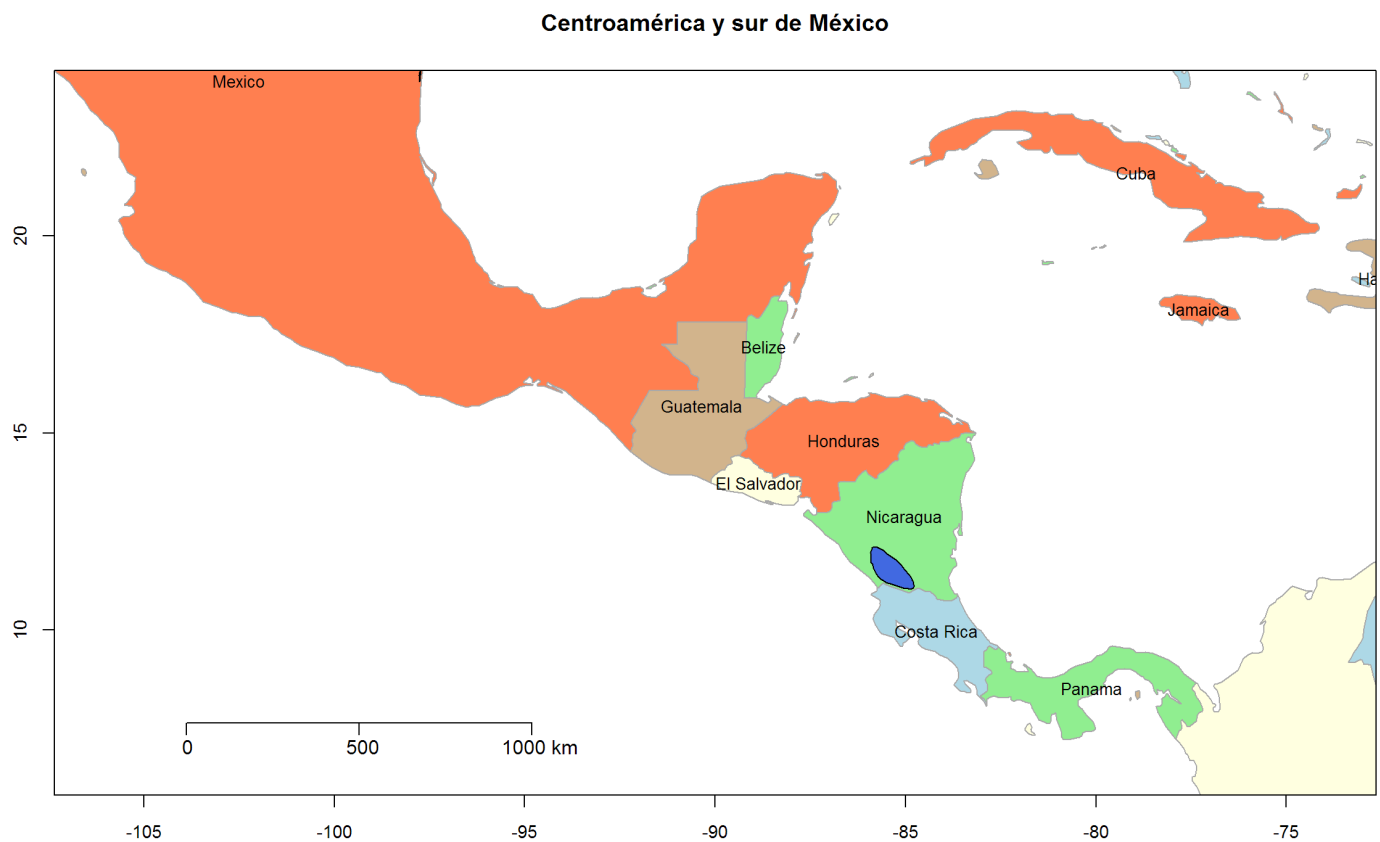 Centroamérica y sur de México
Mexico
Cuba
Ha
Jamaica
Belize
Guatemala
Honduras
El Salvador
Nicaragua
Costa Rica
Panama
20
15
10
0
500
1000 km
-105
-100
-95
-90
-85
-80
-75